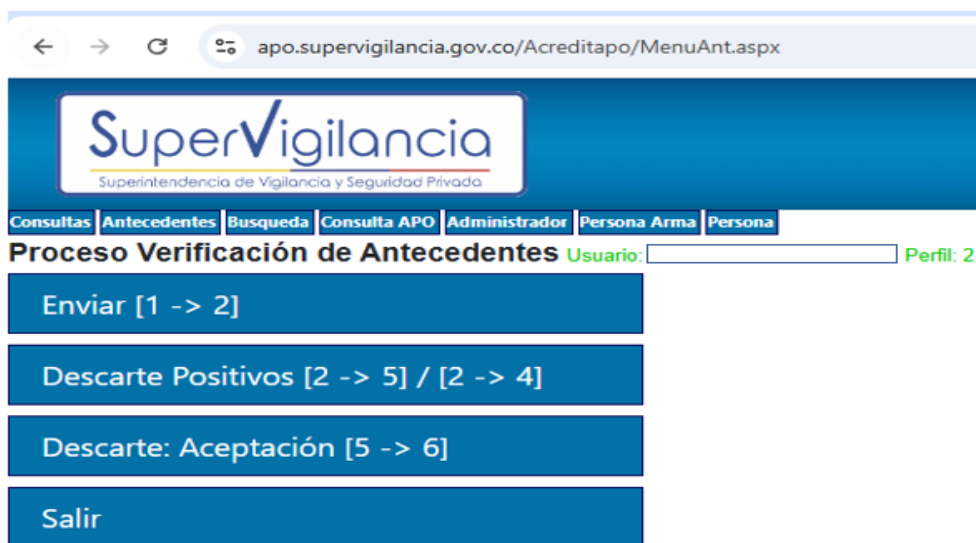 apo.supervigilancia.gov.co/Acreditapo/MenuAnt.aspx
SuperVigilancia
Superintendencia de Vigilancia y Seguridad Privada
Consultas Antecedentes Busqueda Consulta APO Administrador Persona Arma Persona
Proceso Verificación de Antecedentes Usuario: Perfil: 2
Enviar [1 -> 2]
Descarte Positivos [2 -> 5] / [2 -> 4]
Descarte: Aceptación [5 -> 6]
Salir